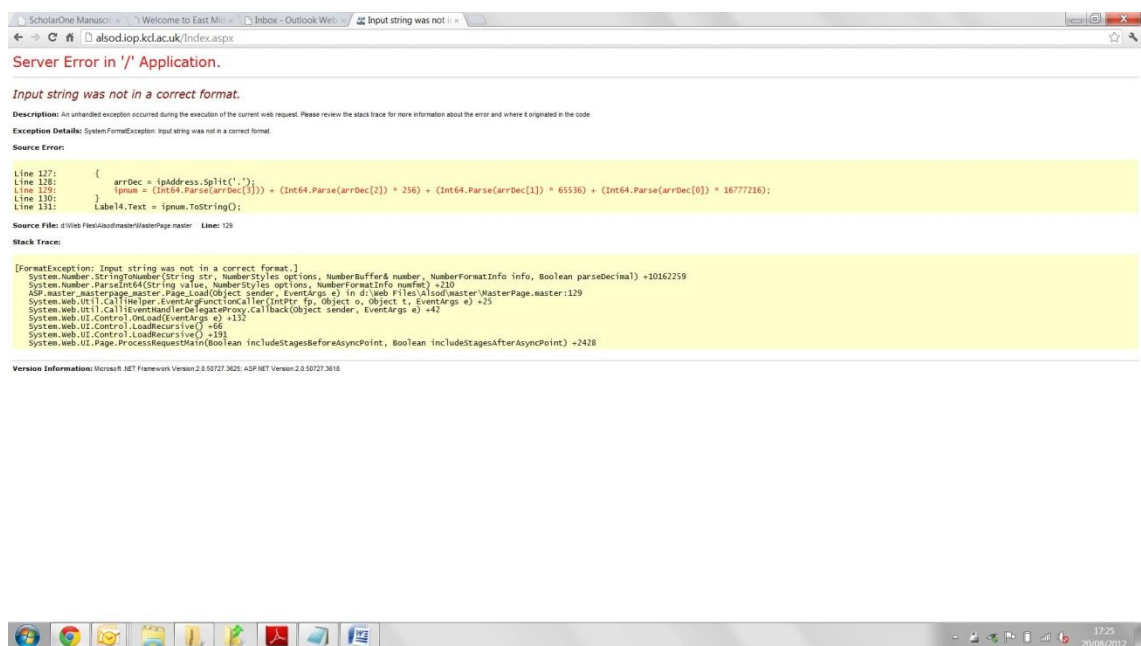 ScholarOne Manusc
Welcome to East Mid
Inbox - Outlook Web
Input string was not i
alsod.iop.kcl.ac.uk/Index.aspx
Server Error in '/' Application.
Input string was not in a correct format.
Description: An unhandled exception occurred during the execution of the current web request. Please review the stack trace for more information about the error and where it originated in the code.
Exception Details: System.FormatException: Input string was not in a correct format.
Source Error:
Line 127: {
Line 128: arrDec = ipAddress.Split('.');
Line 129: ipnum = (Int64.Parse(arrDec[3])) + (Int64.Parse(arrDec[2]) * 256) + (Int64.Parse(arrDec[1]) * 65536) + (Int64.Parse(arrDec[0]) * 16777216);
Line 130: }
Line 131: Label4.Text = ipnum.ToString();
Source File: d:\Web Files\Alsod\master\MasterPage.master Line: 129
Stack Trace:
[FormatException: Input string was not in a correct format.]
System.Number.StringToNumber(String str, NumberStyles options, NumberBuffer& number, NumberFormatInfo info, Boolean parseDecimal) +10162259
System.Number.ParseInt64(String value, NumberStyles options, NumberFormatInfo numfmt) +210
ASP.master_masterpage_master.Page_Load(Object sender, EventArgs e) in d:\Web Files\Alsod\master\MasterPage.master:129
System.Web.Util.CalliHelper.EventArgFunctionCaller(IntPtr fp, Object o, Object t, EventArgs e) +25
System.Web.Util.CalliEventHandlerDelegateProxy.Callback(Object sender, EventArgs e) +42
System.Web.UI.Control.OnLoad(EventArgs e) +132
System.Web.UI.Control.LoadRecursive() +66
System.Web.UI.Control.LoadRecursive() +191
System.Web.UI.Page.ProcessRequestMain(Boolean includeStagesBeforeAsyncPoint, Boolean includeStagesAfterAsyncPoint) +2428
Version Information: Microsoft .NET Framework Version:2.0.50727.3625; ASP.NET Version:2.0.50727.3618
17:25
20/08/2012